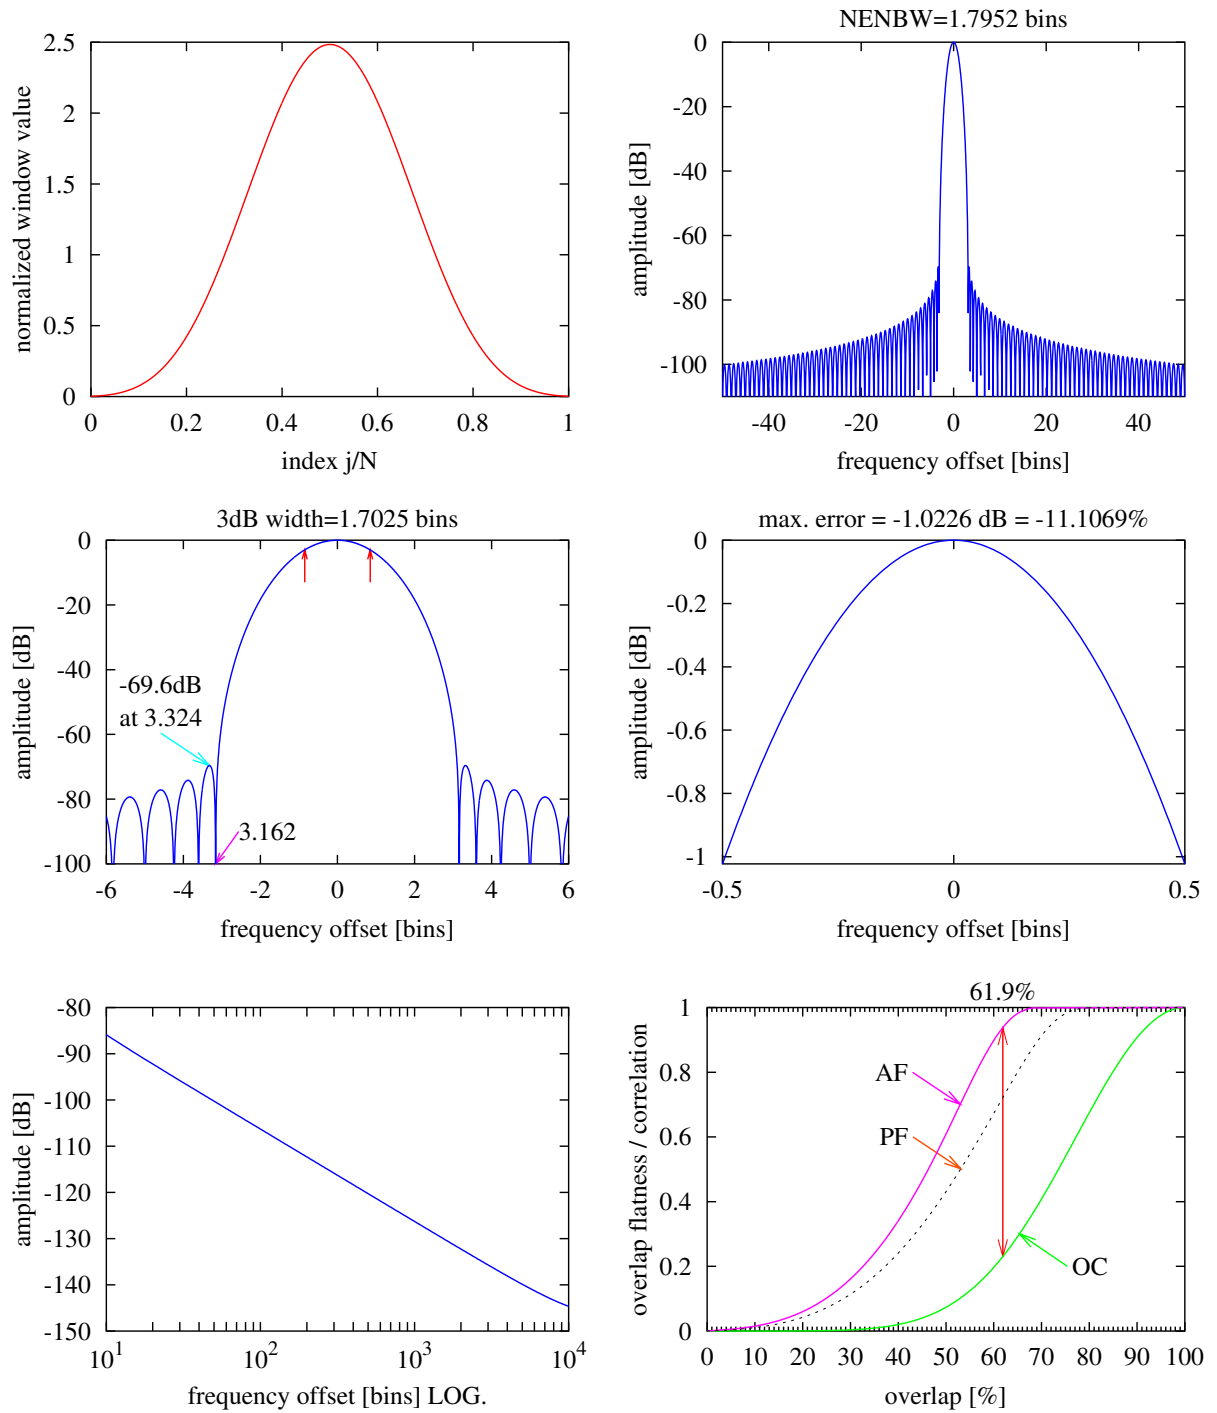 2.5
2
1.5
1
0.5
0
0 0.2 0.4 0.6 0.8 1
normalized window value
index j/N
NENBW=1.7952 bins
0
-20
-40
-60
-80
-100
-40 -20 0 20 40
amplitude [dB]
frequency offset [bins]
3dB width=1.7025 bins
0
-20
-40
-60
-80
-100
-6 -4 -2 0 2 4 6
amplitude [dB]
frequency offset [bins]
-69.6dB
at 3.324
3.162
max. error = -1.0226 dB = -11.1069%
0
-0.2
-0.4
-0.6
-0.8
-1
-0.5 0 0.5
amplitude [dB]
frequency offset [bins]
-80
-90
-100
-110
-120
-130
-140
-150
10^1 10^2 10^3 10^4
amplitude [dB]
frequency offset [bins] LOG.
61.9%
1
0.8
0.6
0.4
0.2
0
0 10 20 30 40 50 60 70 80 90 100
overlap flatness / correlation
overlap [%]
AF
PF
OC